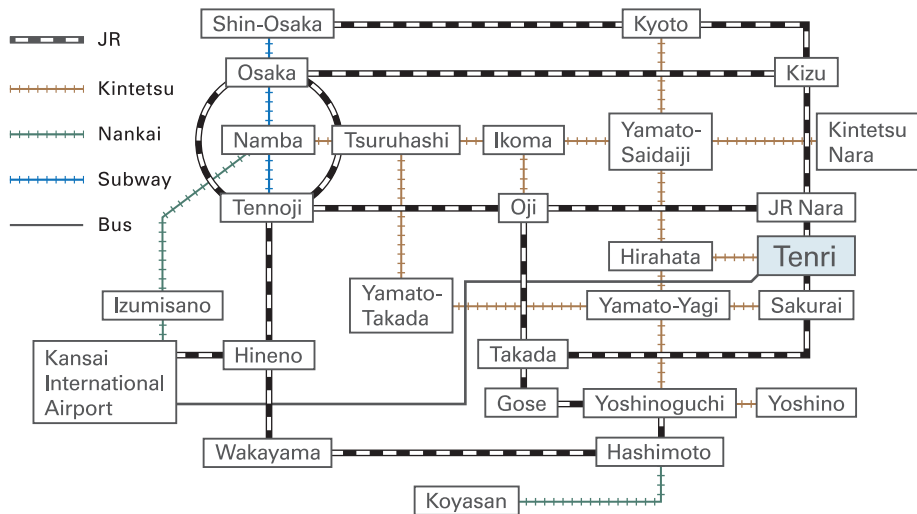 JR
Kintetsu
Nankai
Subway
Bus
Shin-Osaka
Kyoto
Osaka
Kizu
Namba
Tsuruhashi
Ikoma
Yamato-
Saidaiji
Kintetsu
Nara
Tennoji
Oji
JR Nara
Hirahata
Tenri
Izumisano
Yamato-
Takada
Yamato-Yagi
Sakurai
Kansai
International
Airport
Hineno
Takada
Gose
Yoshinoguchi
Yoshino
Wakayama
Hashimoto
Koyasan